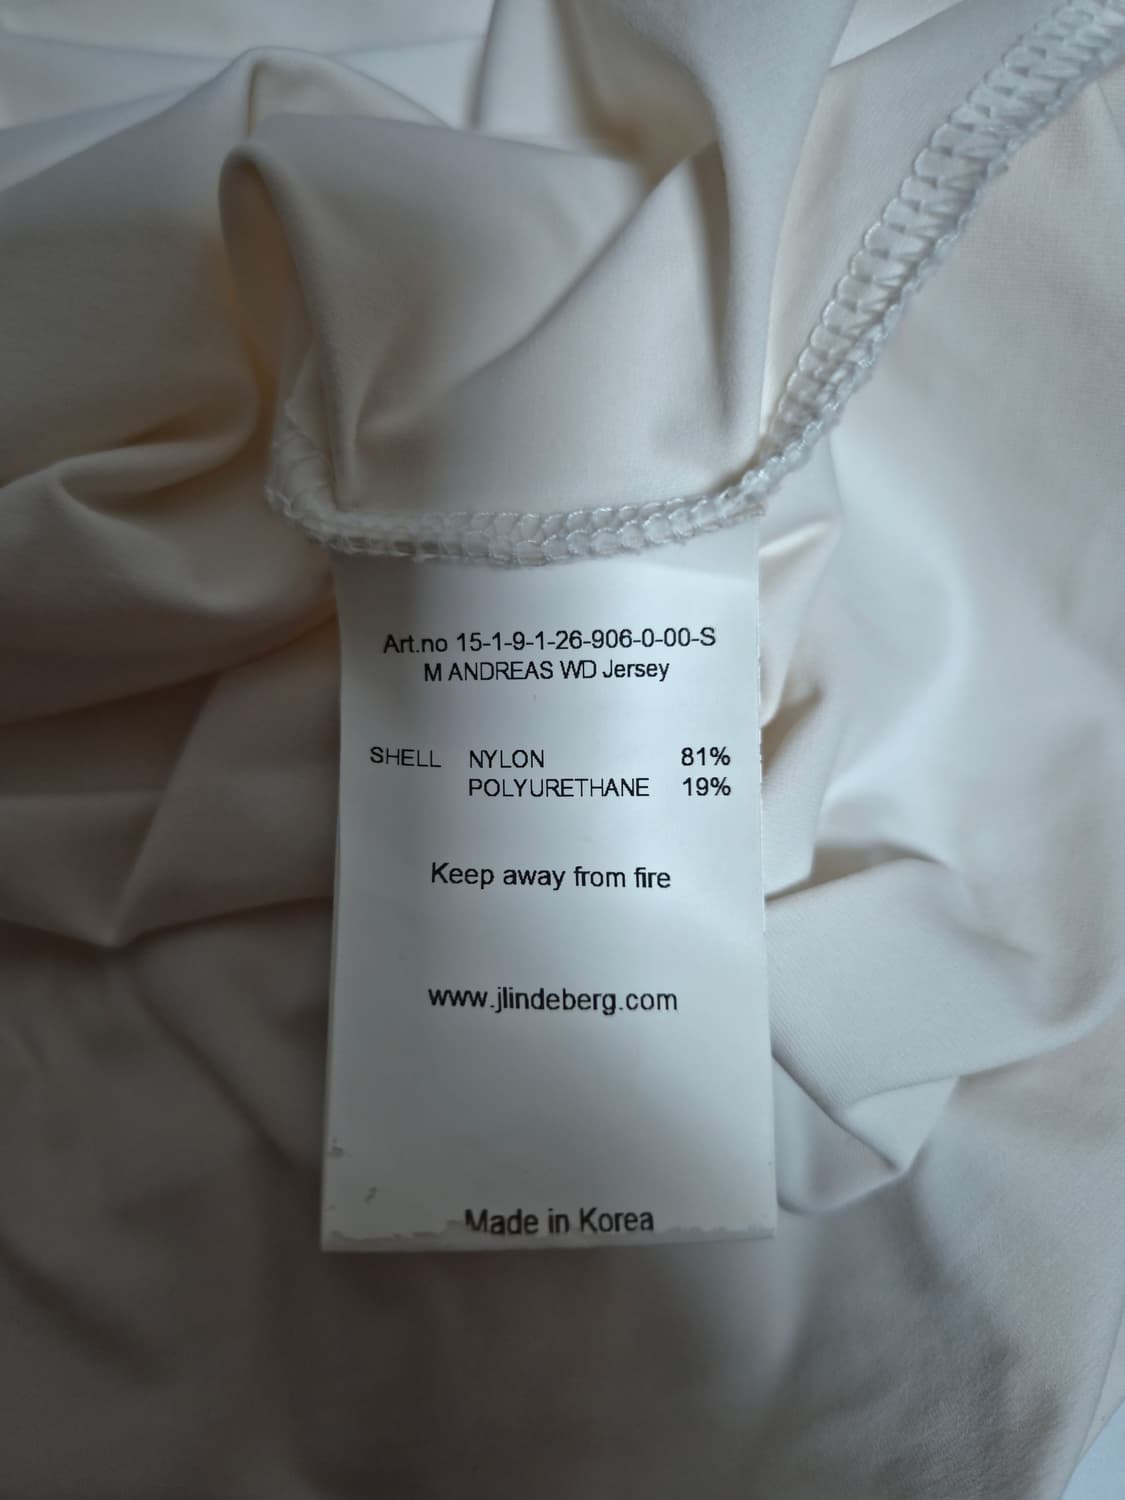 Art.no 15-1-9-1-26-906-0-00-S
M ANDREAS WD Jersey
SHELL NYLON 81%
POLYURETHANE 19%
Keep away from fire
www.jlindeberg.com
Made in Korea